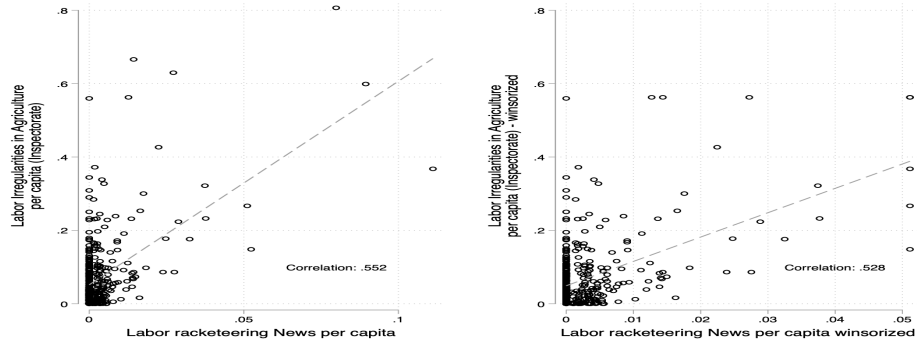 .8
.6
.4
.2
0
Labor Irregularities in Agriculture
per capita (Inspectorate)
Correlation: .552
0
.05
.1
Labor racketeering News per capita
.8
.6
.4
.2
0
Labor Irregularities in Agriculture
per capita (Inspectorate) - winsorized
Correlation: .528
0
.01
.02
.03
.04
.05
Labor racketeering News per capita winsorized